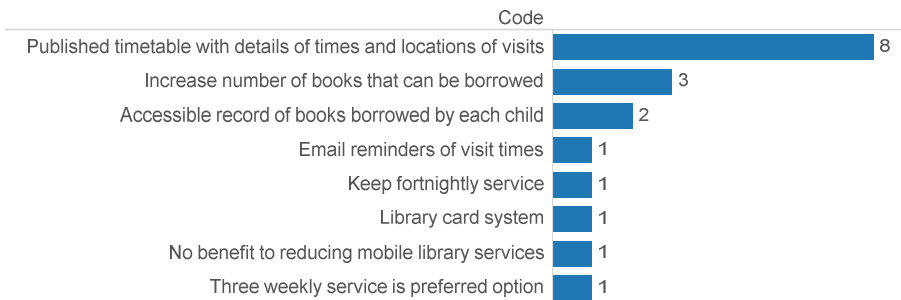 Code
Published timetable with details of times and locations of visits 8
Increase number of books that can be borrowed 3
Accessible record of books borrowed by each child 2
Email reminders of visit times 1
Keep fortnightly service 1
Library card system 1
No benefit to reducing mobile library services 1
Three weekly service is preferred option 1